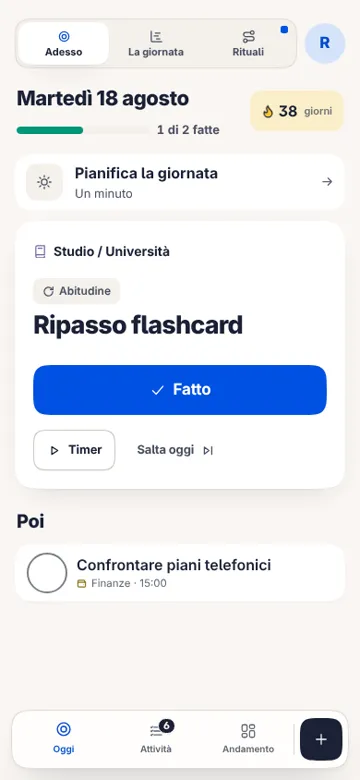 Adesso
La giornata
Rituali
R
Martedì 18 agosto
1 di 2 fatte
38 giorni
Pianifica la giornata
Un minuto
Studio / Università
Abitudine
Ripasso flashcard
Fatto
Timer
Salta oggi
Poi
Confrontare piani telefonici
Finanze · 15:00
Oggi
6
Attività
Andamento